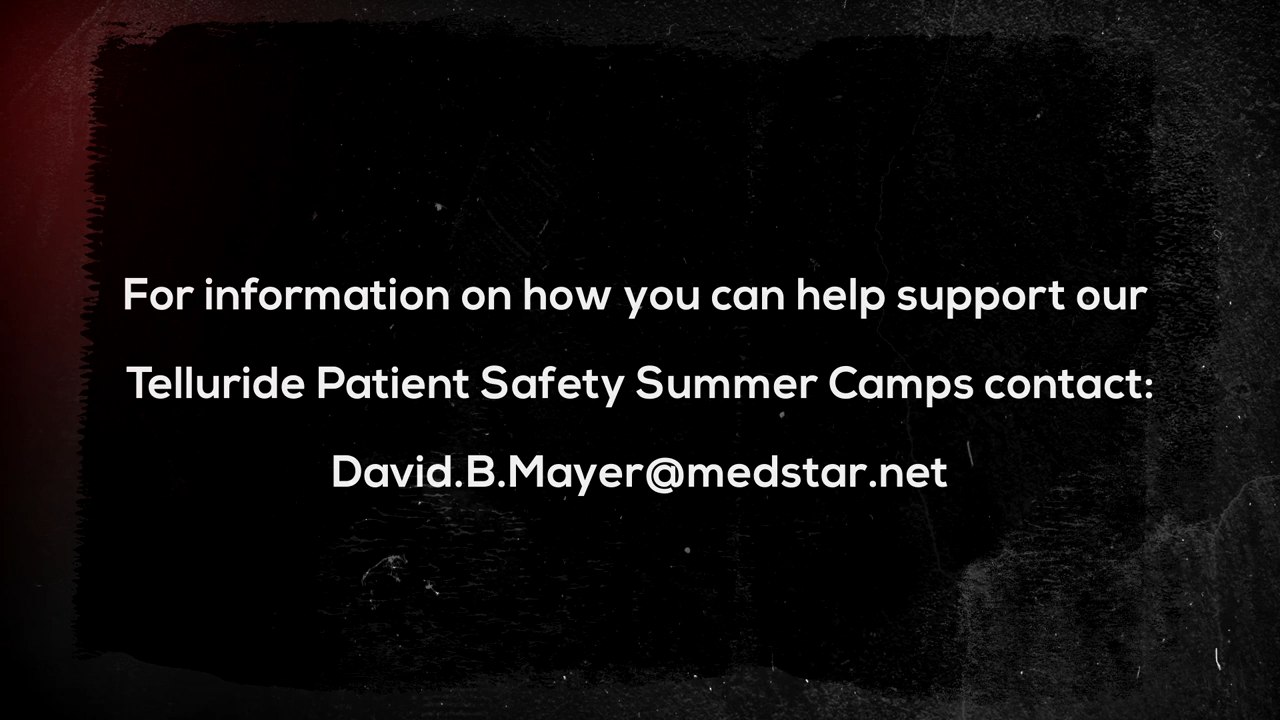 For information on how you can help support our
Telluride Patient Safety Summer Camps contact:
David.B.Mayer@medstar.net